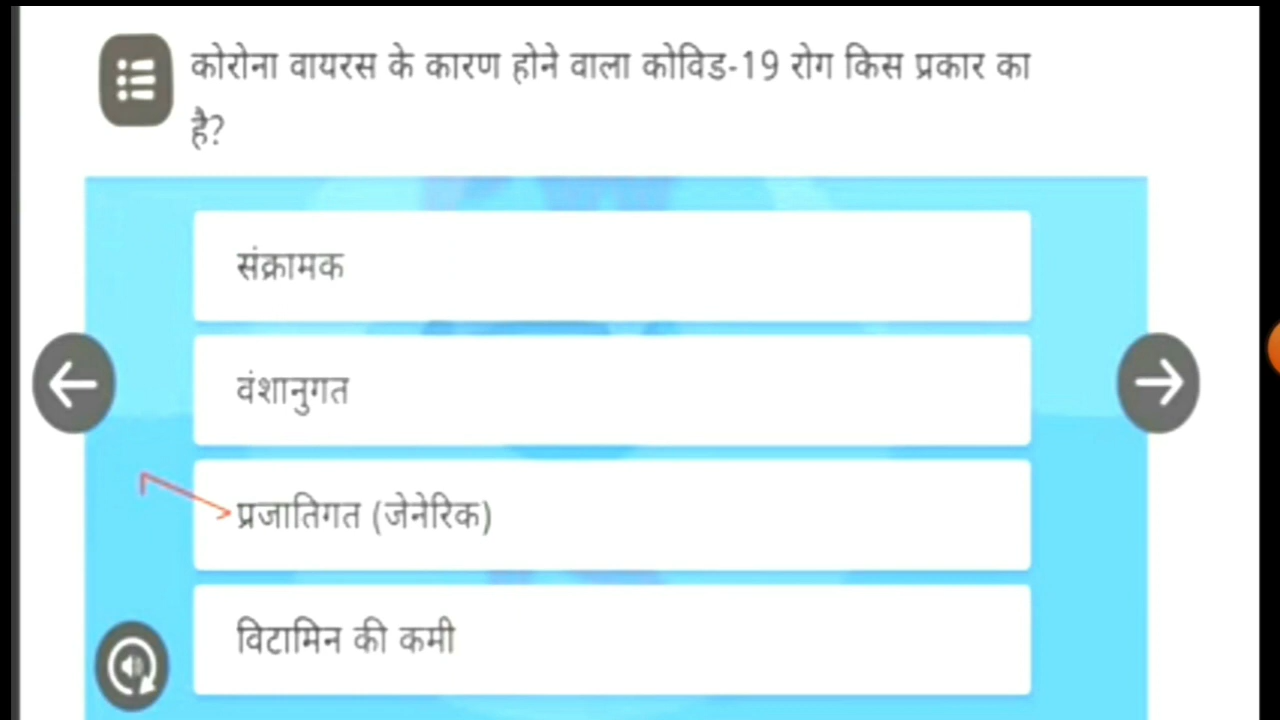 कोरोना वायरस के कारण होने वाला कोविड-19 रोग किस प्रकार का
है?
संक्रामक
वंशानुगत
प्रजातिगत (जेनेरिक)
विटामिन की कमी